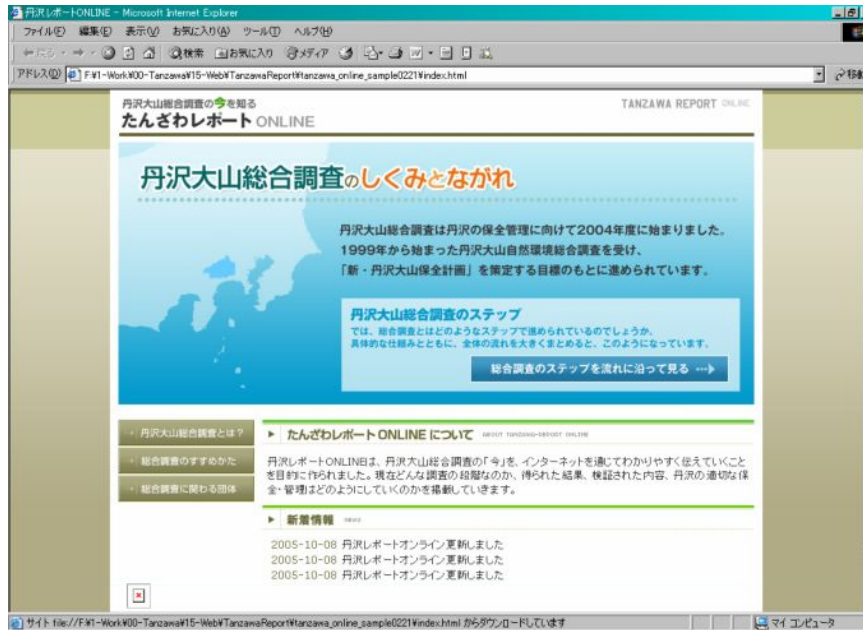 丹沢レポートONLINE - Microsoft Internet Explorer
ファイル(F) 編集(E) 表示(V) お気に入り(A) ツール(T) ヘルプ(H)
検索 お気に入り メディア
アドレス(D) F:¥1-Work¥00-Tanzawa¥15-Web¥TanzawaReport¥tanzawa_online_sample0221¥index.html 移動
丹沢大山総合調査の今を知る
たんざわレポート ONLINE
TANZAWA REPORT ONLINE
丹沢大山総合調査のしくみとながれ
丹沢大山総合調査は丹沢の保全管理に向けて2004年度に始まりました。
1999年から始まった丹沢大山自然環境総合調査を受け、
「新・丹沢大山保全計画」を策定する目標のもとに進められています。
丹沢大山総合調査のステップ
では、総合調査とはどのようなステップで進められているのでしょうか。
具体的な仕組みとともに、全体の流れを大きくまとめると、このようになっています。
総合調査のステップを流れに沿って見る
丹沢大山総合調査とは?
総合調査のすすめかた
総合調査に関わる団体
たんざわレポート ONLINE について ABOUT TANZAWA-REPORT ONLINE
丹沢レポートONLINEは、丹沢大山総合調査の「今」を、インターネットを通じてわかりやすく伝えていくこと
を目的に作られました。現在どんな調査の段階なのか、得られた結果、検証された内容、丹沢の適切な保
全・管理はどのようにしていくのかを掲載していきます。
新着情報 NEWS
2005-10-08 丹沢レポートオンライン更新しました
2005-10-08 丹沢レポートオンライン更新しました
2005-10-08 丹沢レポートオンライン更新しました
サイト file://F:¥1-Work¥00-Tanzawa¥15-Web¥TanzawaReport¥tanzawa_online_sample0221¥index.html からダウンロードしています
マイ コンピュータ